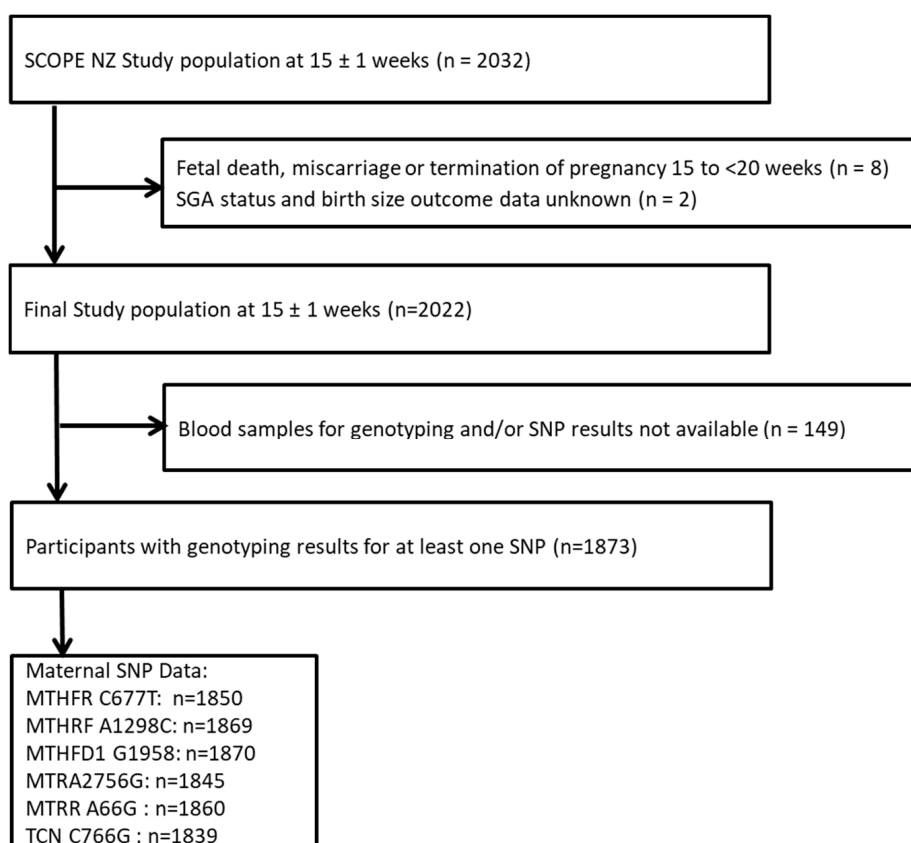 SCOPE NZ Study population at 15 ± 1 weeks (n = 2032)
Fetal death, miscarriage or termination of pregnancy 15 to <20 weeks (n = 8)
SGA status and birth size outcome data unknown (n = 2)
Final Study population at 15 ± 1 weeks (n=2022)
Blood samples for genotyping and/or SNP results not available (n = 149)
Participants with genotyping results for at least one SNP (n=1873)
Maternal SNP Data:
MTHFR C677T:  n=1850
MTHRF A1298C: n=1869
MTHFD1 G1958: n=1870
MTRA2756G: n=1845
MTRR A66G : n=1860
TCN C766G : n=1839